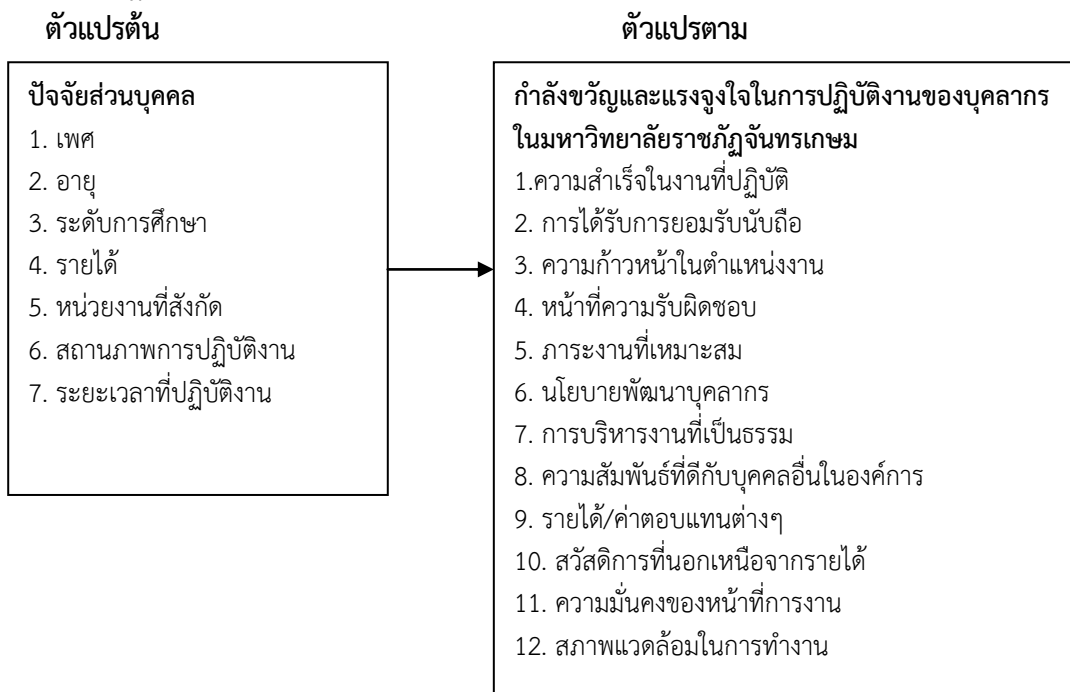 ตัวแปรต้น
ตัวแปรตาม
ปัจจัยส่วนบุคคล
1. เพศ
2. อายุ
3. ระดับการศึกษา
4. รายได้
5. หน่วยงานที่สังกัด
6. สถานภาพการปฏิบัติงาน
7. ระยะเวลาที่ปฏิบัติงาน
กำลังขวัญและแรงจูงใจในการปฏิบัติงานของบุคลากร
ในมหาวิทยาลัยราชภัฏจันทรเกษม
1.ความสำเร็จในงานที่ปฏิบัติ
2. การได้รับการยอมรับนับถือ
3. ความก้าวหน้าในตำแหน่งงาน
4. หน้าที่ความรับผิดชอบ
5. ภาระงานที่เหมาะสม
6. นโยบายพัฒนาบุคลากร
7. การบริหารงานที่เป็นธรรม
8. ความสัมพันธ์ที่ดีกับบุคคลอื่นในองค์การ
9. รายได้/ค่าตอบแทนต่างๆ
10. สวัสดิการที่นอกเหนือจากรายได้
11. ความมั่นคงของหน้าที่การงาน
12. สภาพแวดล้อมในการทำงาน